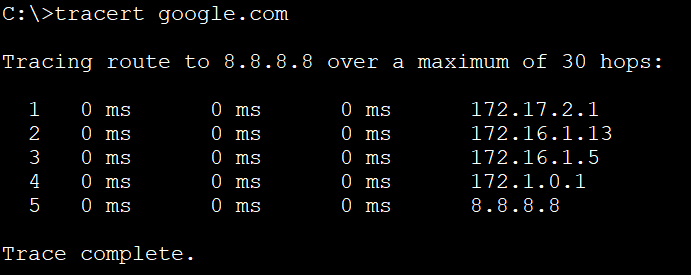 C:\>tracert google.com
Tracing route to 8.8.8.8 over a maximum of 30 hops:
1 0 ms 0 ms 0 ms 172.17.2.1
2 0 ms 0 ms 0 ms 172.16.1.13
3 0 ms 0 ms 0 ms 172.16.1.5
4 0 ms 0 ms 0 ms 172.1.0.1
5 0 ms 0 ms 0 ms 8.8.8.8
Trace complete.